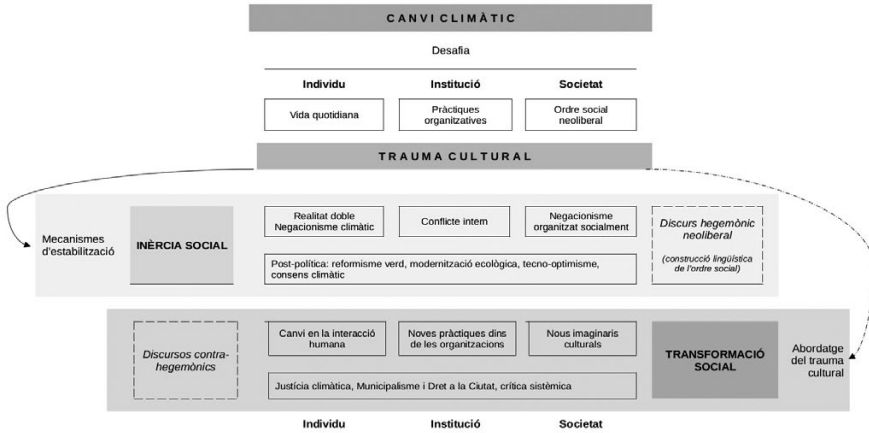 CANVI CLIMÀTIC
Desafia
Individu Institució Societat
Vida quotidiana
Pràctiques
organitzatives
Ordre social
neoliberal
TRAUMA CULTURAL
Mecanismes
d'estabilització
INÈRCIA SOCIAL
Realitat doble
Negacionisme climàtic
Conflicte intern
Negacionisme
organitzat socialment
Post-política: reformisme verd, modernització ecològica, tecno-optimisme,
consens climàtic
Discurs hegemònic
neoliberal
(construcció lingüística
de l'ordre social)
Discursos contra-
hegemònics
Canvi en la interacció
humana
Noves pràctiques dins
de les organitzacions
Nous imaginaris
culturals
Justícia climàtica, Municipalisme i Dret a la Ciutat, crítica sistèmica
TRANSFORMACIÓ
SOCIAL
Abordatge
del trauma
cultural
Individu Institució Societat